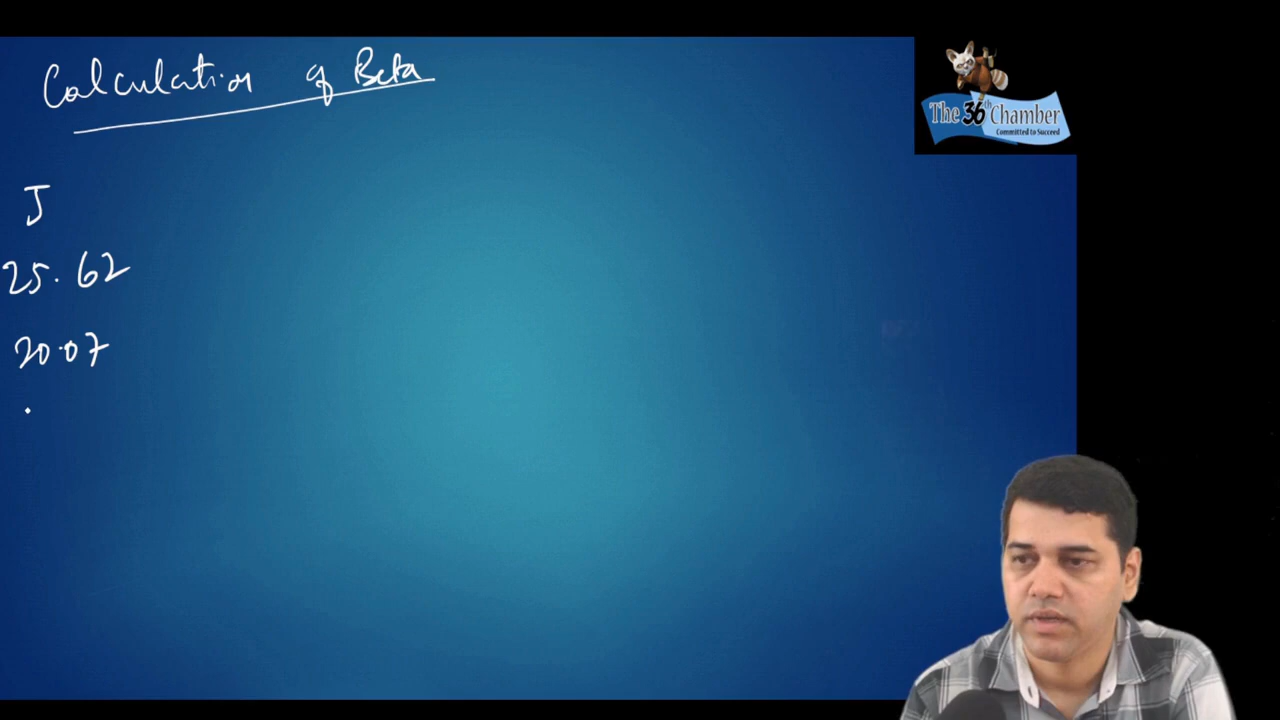 Calculation of Beta
The 36th Chamber
Committed to Succeed
J
25.62
20.07